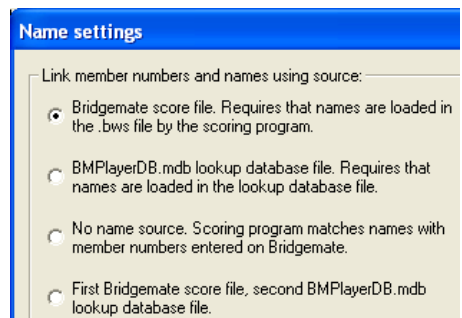 Name settings
Link member numbers and names using source:
Bridgemate score file. Requires that names are loaded in
the .bws file by the scoring program.
BMPlayerDB.mdb lookup database file. Requires that
names are loaded in the lookup database file.
No name source. Scoring program matches names with
member numbers entered on Bridgemate.
First Bridgemate score file, second BMPlayerDB.mdb
lookup database file.